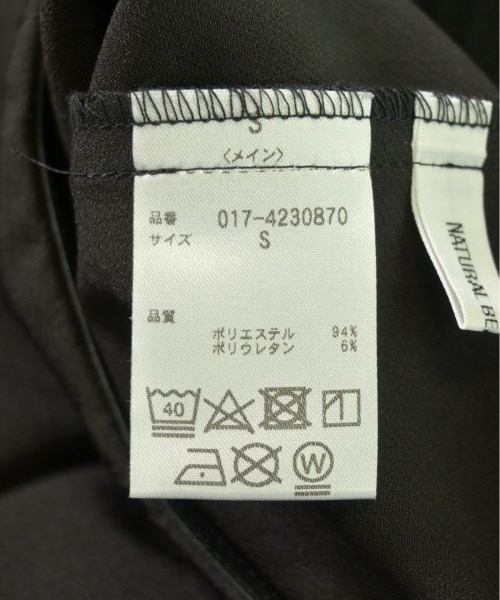 S
〈メイン〉
品番 017-4230870
サイズ S
品質
ポリエステル 94%
ポリウレタン 6%
40
W
NATURAL